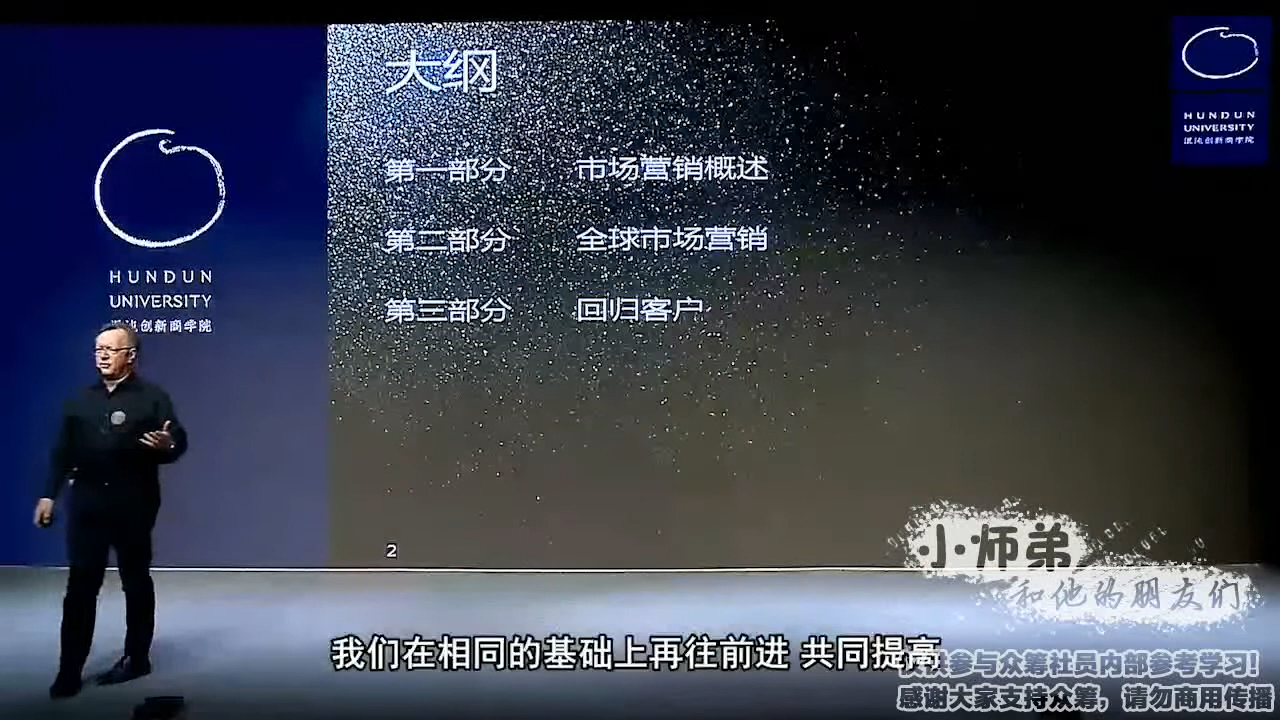 大纲
第一部分 市场营销概述
第二部分 全球市场营销
第三部分 回归客户
2
HUNDUN
UNIVERSITY
混沌创新商学院
HUNDUN
UNIVERSITY
混沌创新商学院
小师弟
和他的朋友们
我们在相同的基础上再往前进 共同提高
仅供参与众筹社员内部参考学习!
感谢大家支持众筹，请勿商用传播